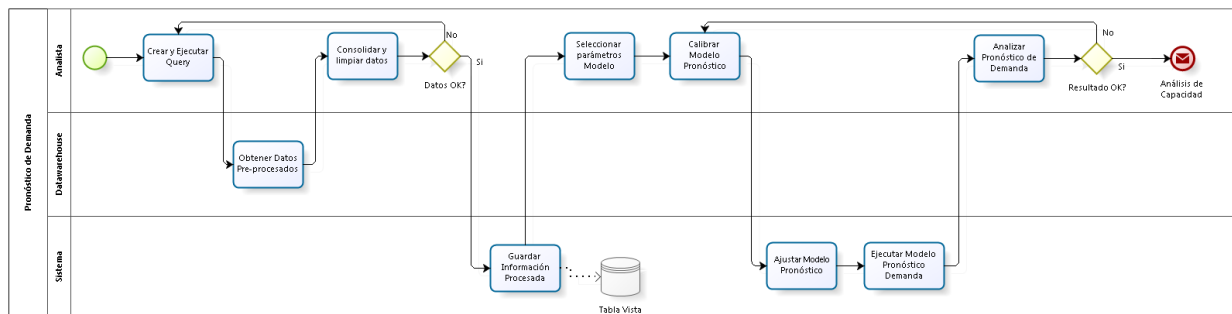 Pronóstico de Demanda
Analista
Crear y Ejecutar
Query
Consolidar y
limpiar datos
No
Si
Datos OK?
Seleccionar
parámetros
Modelo
Calibrar
Modelo
Pronóstico
Analizar
Pronóstico de
Demanda
No
Si
Resultado OK?
Análisis de
Capacidad
Datawarehouse
Obtener Datos
Pre-procesados
Sistema
Guardar
Información
Procesada
Tabla Vista
Ajustar Modelo
Pronóstico
Ejecutar Modelo
Pronóstico
Demanda